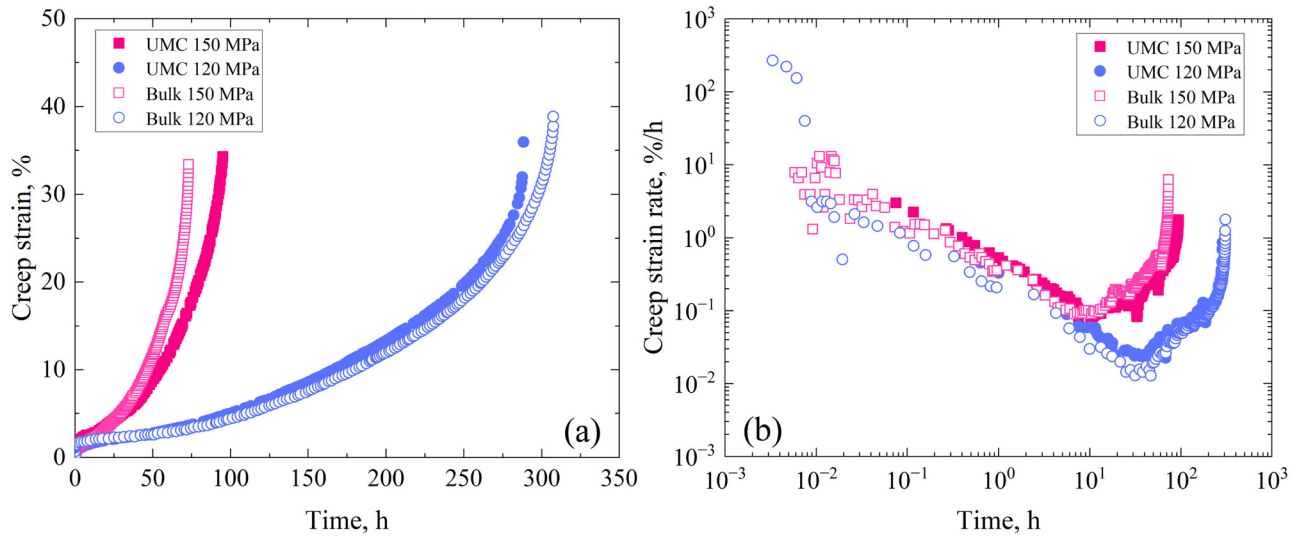 50
40
30
20
10
0
Creep strain, %
UMC 150 MPa
UMC 120 MPa
Bulk 150 MPa
Bulk 120 MPa
(a)
0 50 100 150 200 250 300 350
Time, h
10³
10²
10¹
10⁰
10⁻¹
10⁻²
10⁻³
Creep strain rate, %/h
UMC 150 MPa
UMC 120 MPa
Bulk 150 MPa
Bulk 120 MPa
(b)
10⁻³ 10⁻² 10⁻¹ 10⁰ 10¹ 10² 10³
Time, h